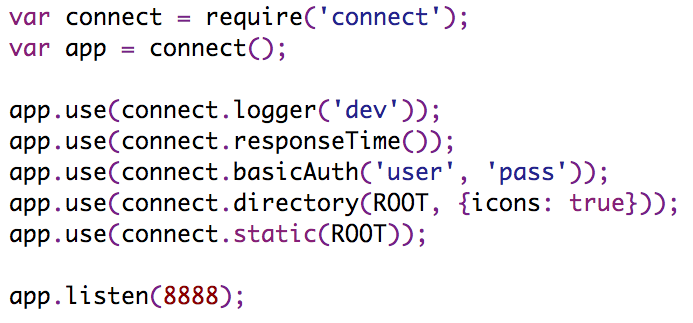 var connect = require('connect');
var app = connect();

app.use(connect.logger('dev'));
app.use(connect.responseTime());
app.use(connect.basicAuth('user', 'pass'));
app.use(connect.directory(ROOT, {icons: true}));
app.use(connect.static(ROOT));

app.listen(8888);